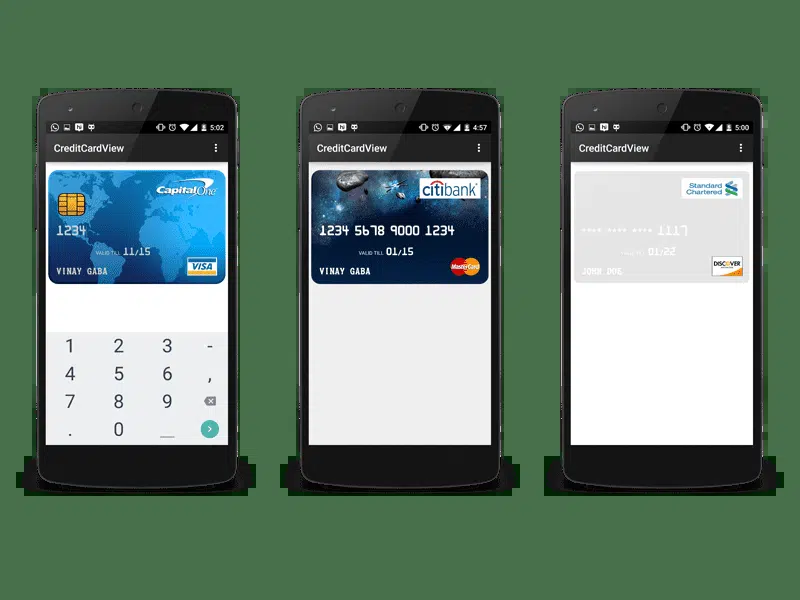 5:02
CreditCardView
CapitalOne
1234
VALID TILL 11/15
VINAY GABA
VISA
1 2 3 -
4 5 6 ,
7 8 9
. 0 _
4:57
CreditCardView
citibank
1234 5678 9000 1234
VALID TILL 01/15
VINAY GABA
MasterCard
5:00
CreditCardView
Standard
Chartered
•••• •••• •••• 1117
VALID TILL 01/22
JOHN DOE
DISCOVER